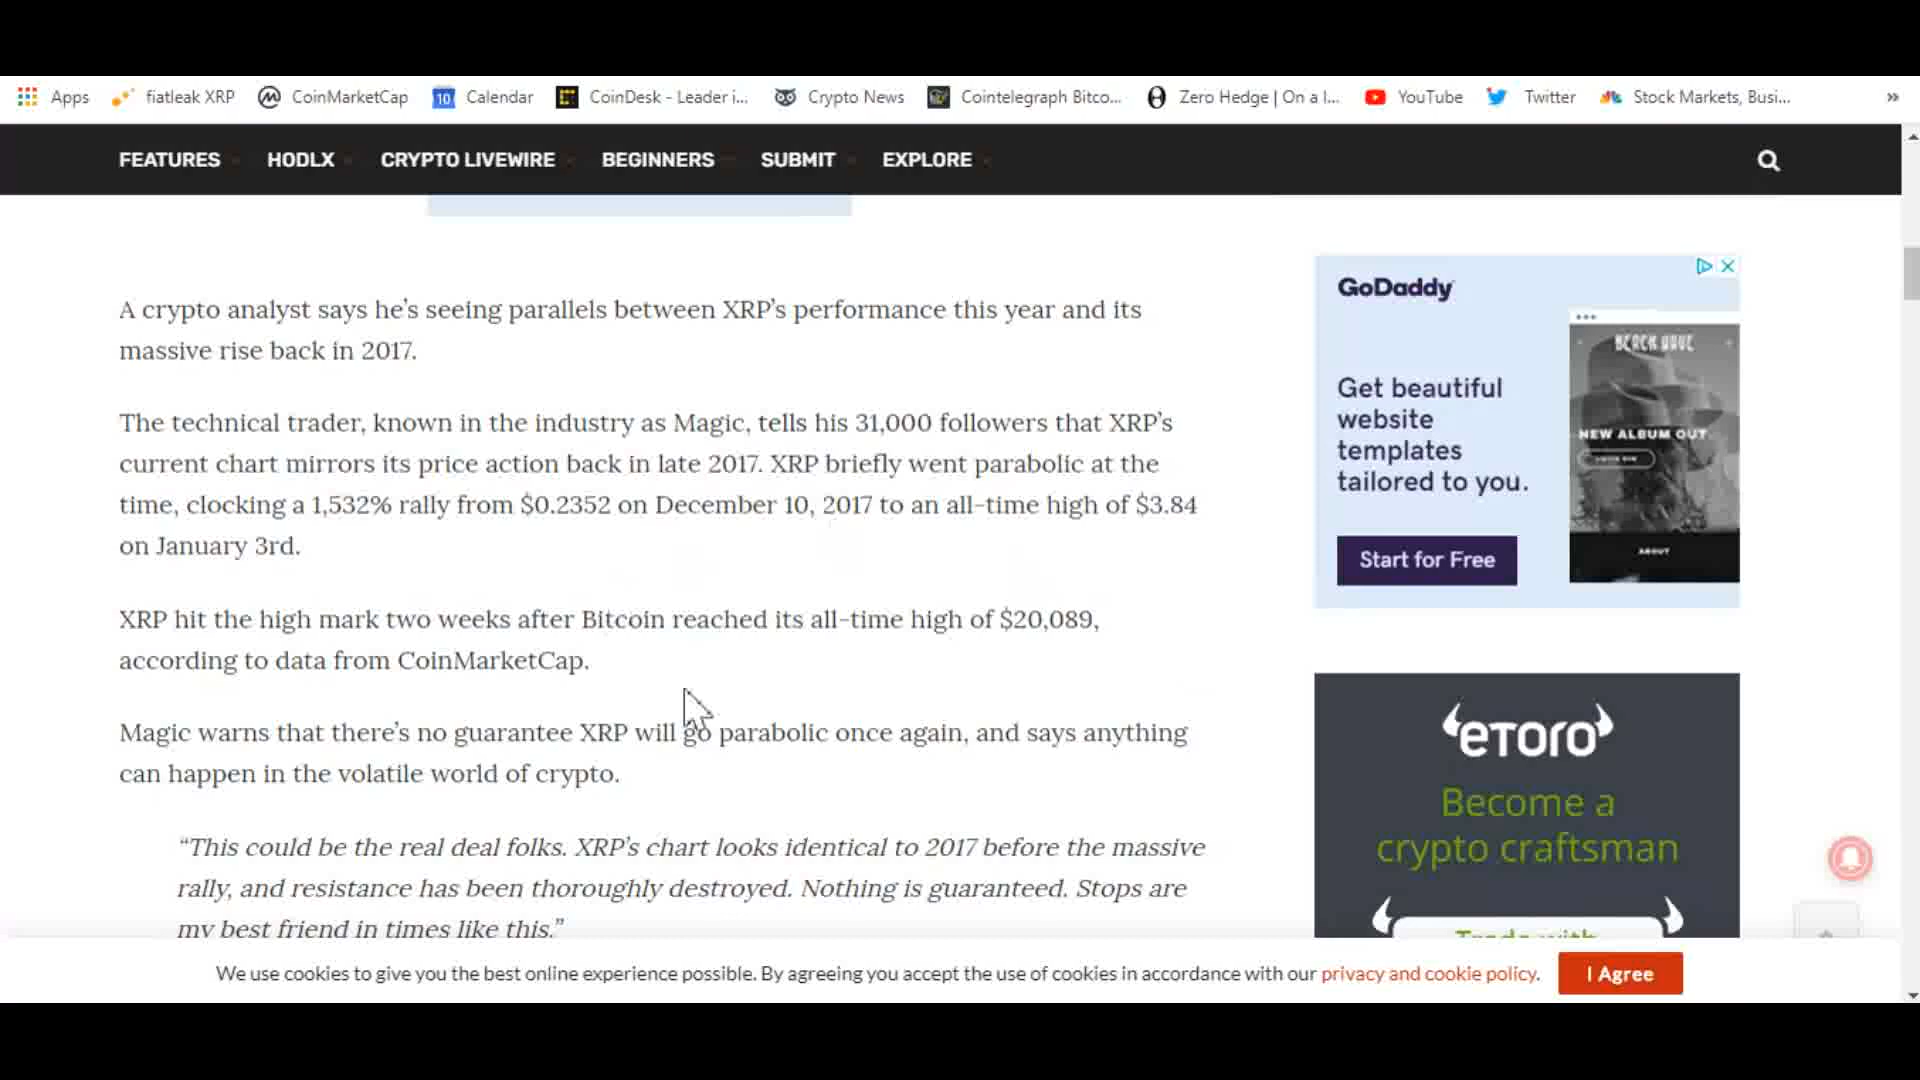 Apps fiatleak XRP CoinMarketCap 10 Calendar CoinDesk - Leader i... Crypto News Cointelegraph Bitco... Zero Hedge | On a l... YouTube Twitter Stock Markets, Busi... »
FEATURES HODLX CRYPTO LIVEWIRE BEGINNERS SUBMIT EXPLORE
A crypto analyst says he’s seeing parallels between XRP’s performance this year and its
massive rise back in 2017.
The technical trader, known in the industry as Magic, tells his 31,000 followers that XRP’s
current chart mirrors its price action back in late 2017. XRP briefly went parabolic at the
time, clocking a 1,532% rally from $0.2352 on December 10, 2017 to an all-time high of $3.84
on January 3rd.
XRP hit the high mark two weeks after Bitcoin reached its all-time high of $20,089,
according to data from CoinMarketCap.
Magic warns that there’s no guarantee XRP will go parabolic once again, and says anything
can happen in the volatile world of crypto.
“This could be the real deal folks. XRP’s chart looks identical to 2017 before the massive
rally, and resistance has been thoroughly destroyed. Nothing is guaranteed. Stops are
my best friend in times like this.”
GoDaddy
Get beautiful
website
templates
tailored to you.
Start for Free
NEW ALBUM OUT
ABOUT
eToro
Become a
crypto craftsman
Trade with
We use cookies to give you the best online experience possible. By agreeing you accept the use of cookies in accordance with our privacy and cookie policy.
I Agree